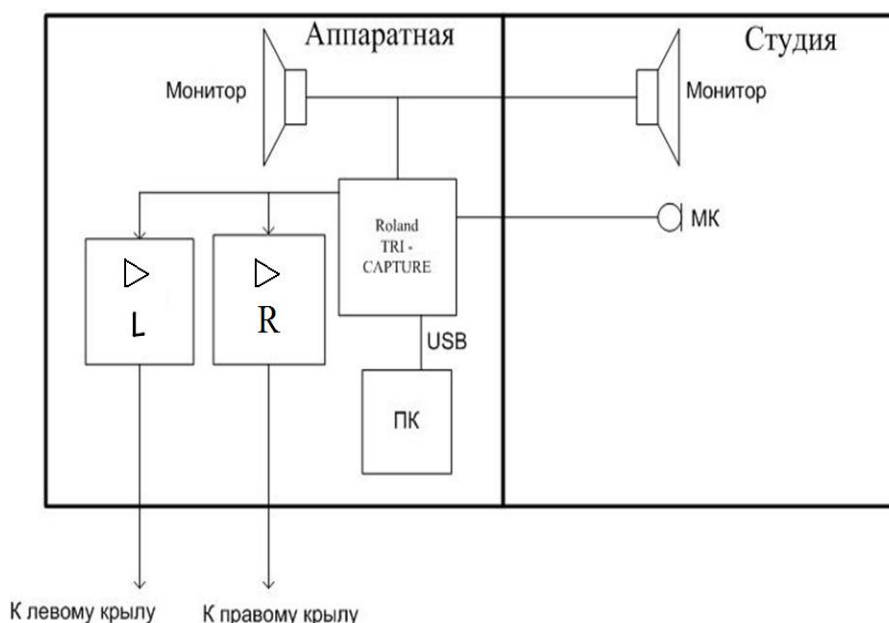 Аппаратная
Студия
Монитор
Монитор
Roland
TRI -
CAPTURE
МК
L
R
USB
ПК
К левому крылу
К правому крылу